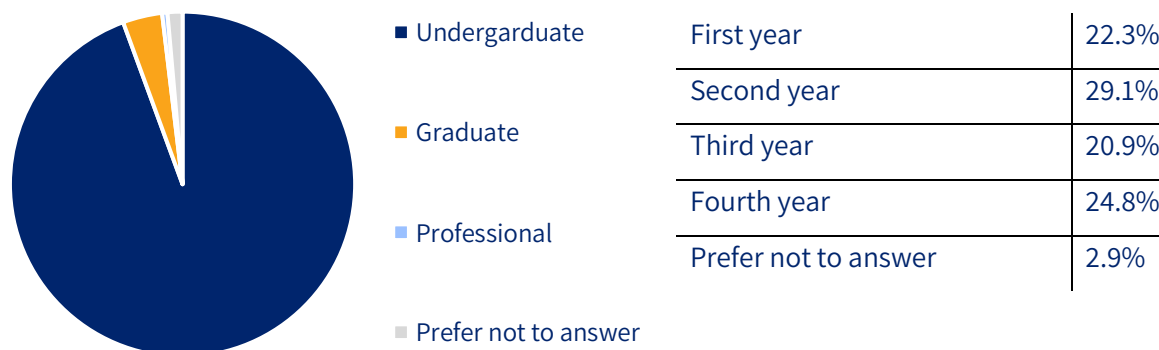 Undergarduate
Graduate
Professional
Prefer not to answer
First year 22.3%
Second year 29.1%
Third year 20.9%
Fourth year 24.8%
Prefer not to answer 2.9%